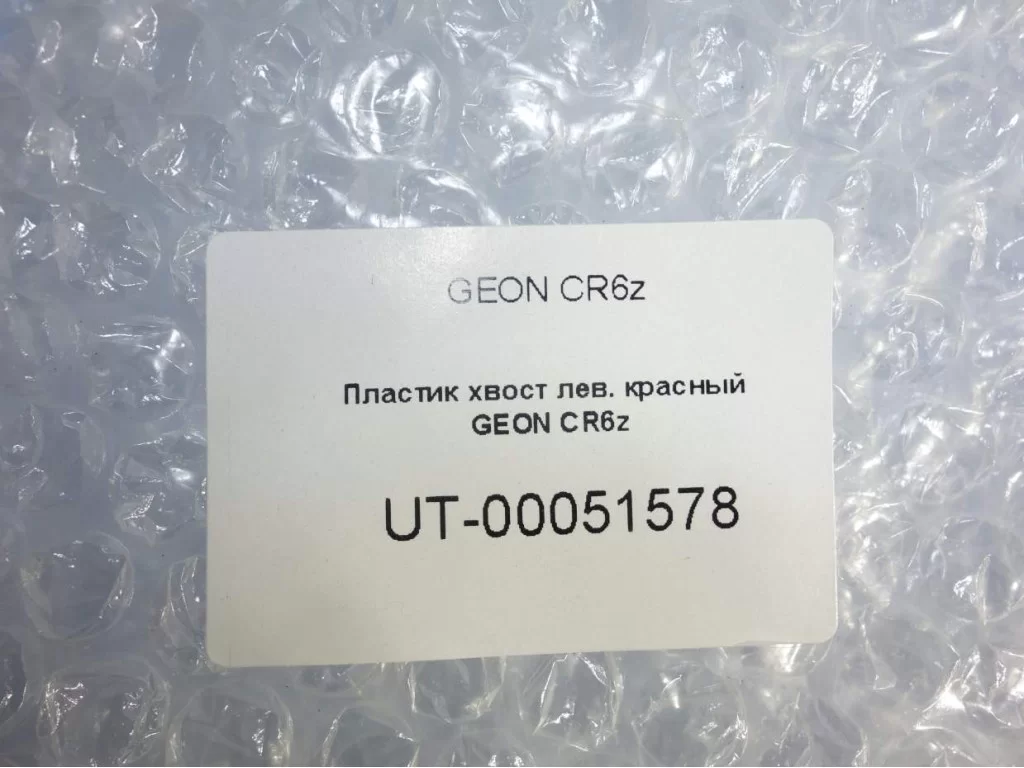 GEON CR6z
Пластик хвост лев. красный
GEON CR6z
UT-00051578